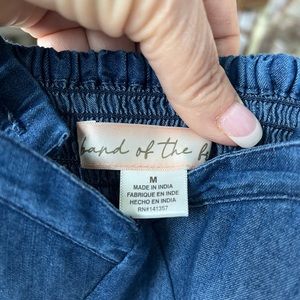 band of the f
M
MADE IN INDIA
FABRIQUE EN INDE
HECHO EN INDIA
RN#141357